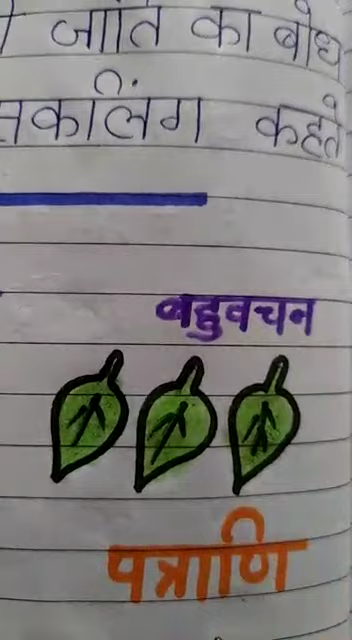 जाति का बोध
कलिंग कहते
बहुवचन
पत्राणि